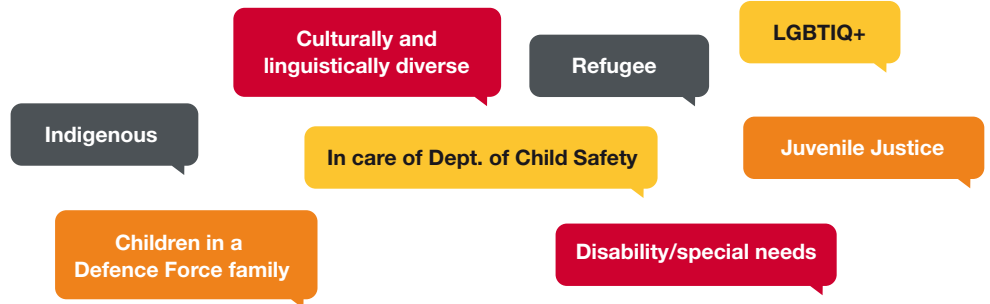 Culturally and
linguistically diverse
Refugee
LGBTIQ+
Indigenous
In care of Dept. of Child Safety
Juvenile Justice
Children in a
Defence Force family
Disability/special needs